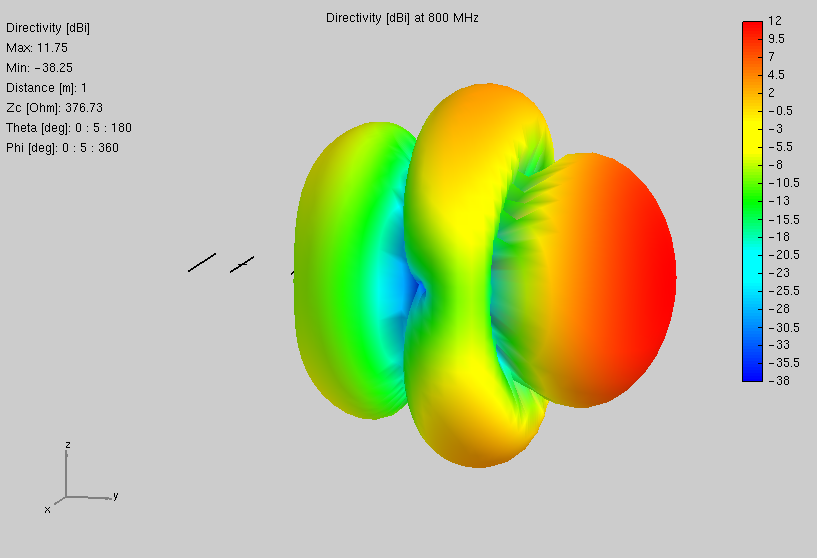 Directivity [dBi] at 800 MHz
Directivity [dBi]
Max: 11.75
Min: -38.25
Distance [m]: 1
Zc [Ohm]: 376.73
Theta [deg]: 0 : 5 : 180
Phi [deg]: 0 : 5 : 360
12
9.5
7
4.5
2
-0.5
-3
-5.5
-8
-10.5
-13
-15.5
-18
-20.5
-23
-25.5
-28
-30.5
-33
-35.5
-38
z
y
x